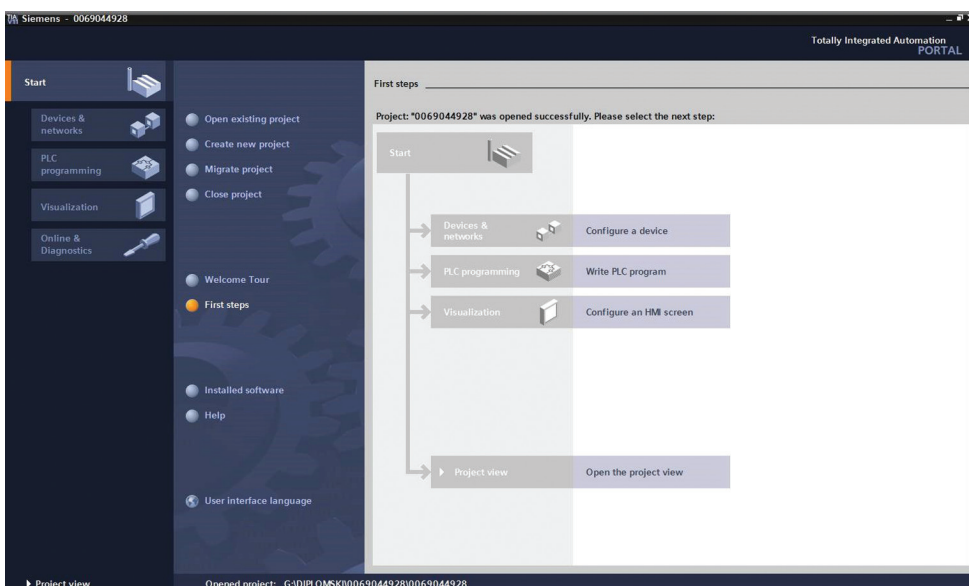 Siemens - 0069044928
Totally Integrated Automation
PORTAL
Start
Devices &
networks
PLC
programming
Visualization
Online &
Diagnostics
Open existing project
Create new project
Migrate project
Close project
Welcome Tour
First steps
Installed software
Help
User interface language
First steps
Project: "0069044928" was opened successfully. Please select the next step:
Start
Devices &
networks
Configure a device
PLC programming
Write PLC program
Visualization
Configure an HMI screen
Project view
Open the project view
Project view
Opened project: G:\DIPLOMSKI\0069044928\0069044928